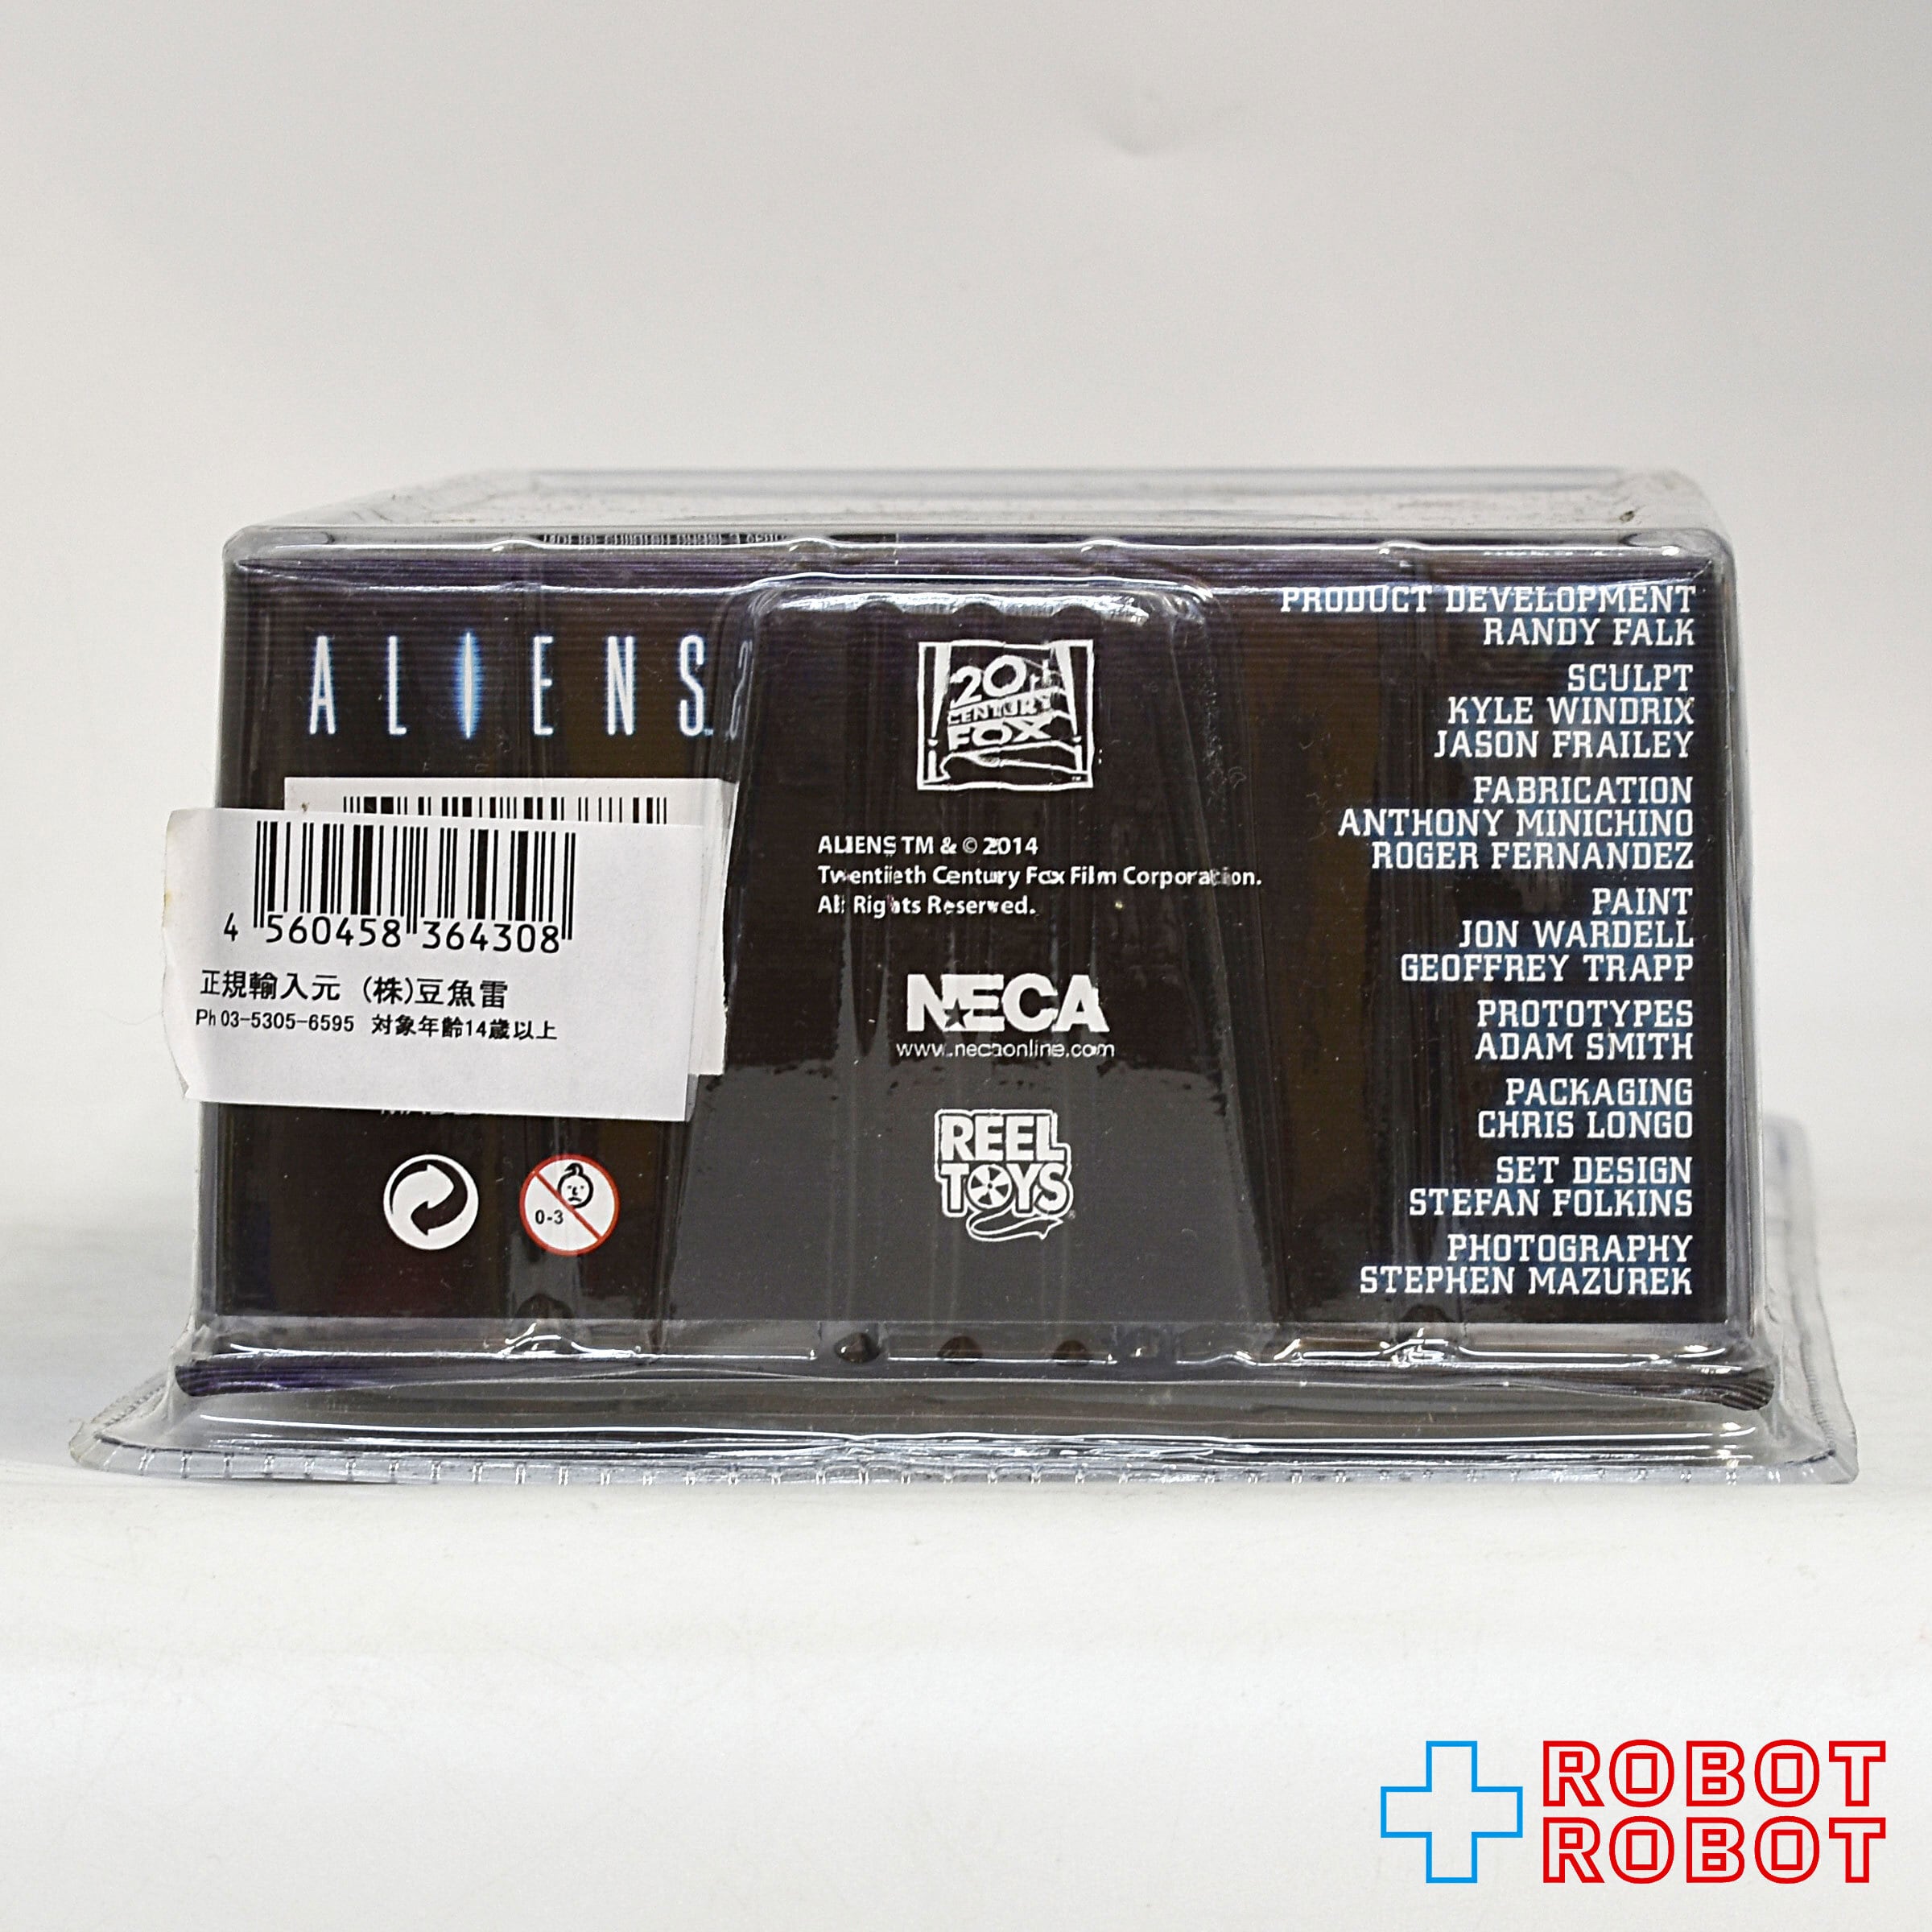 ALIENS
4 560458 364308
正規輸入元 (株)豆魚雷
Ph 03-5305-6595 対象年齢14歳以上
0-3
20th
CENTURY
FOX
ALIENS TM & © 2014
Twentieth Century Fox Film Corporation.
All Rights Reserved.
NECA
www.necaonline.com
REEL
TOYS
PRODUCT DEVELOPMENT
RANDY FALK
SCULPT
KYLE WINDRIX
JASON FRAILEY
FABRICATION
ANTHONY MINICHINO
ROGER FERNANDEZ
PAINT
JON WARDELL
GEOFFREY TRAPP
PROTOTYPES
ADAM SMITH
PACKAGING
CHRIS LONGO
SET DESIGN
STEFAN FOLKINS
PHOTOGRAPHY
STEPHEN MAZUREK
ROBOT
ROBOT